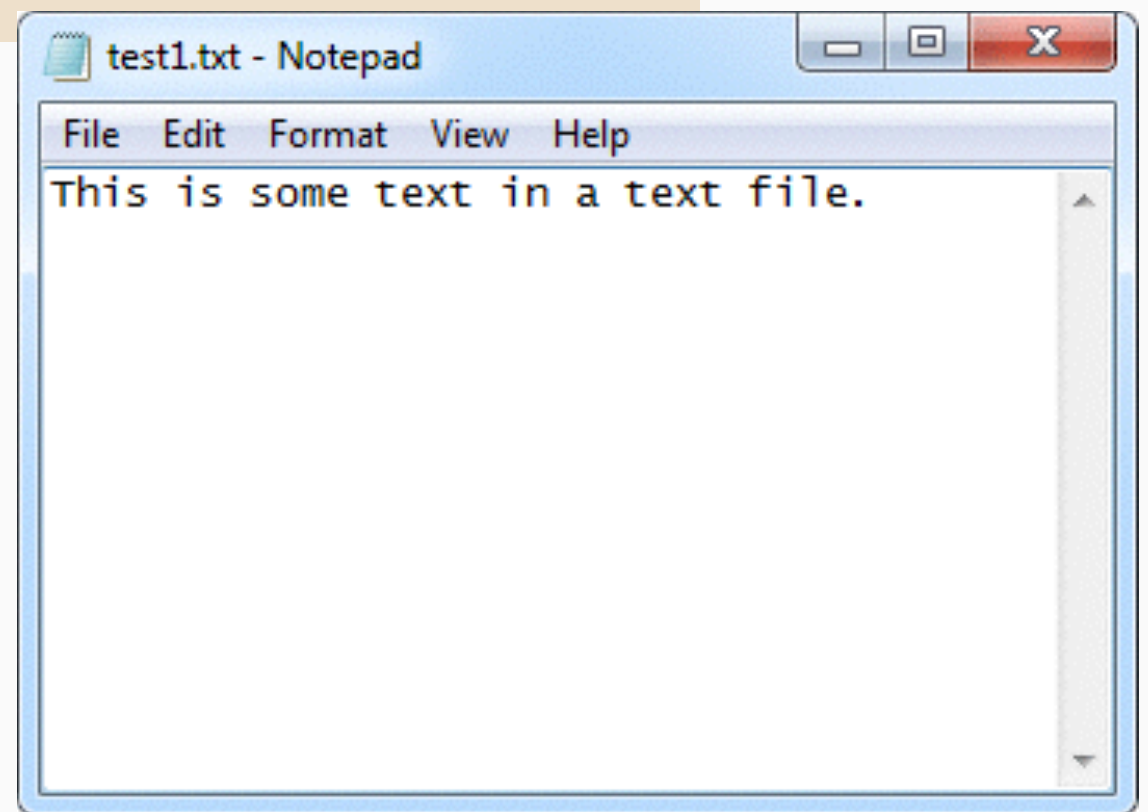 test1.txt - Notepad
File Edit Format View Help
This is some text in a text file.